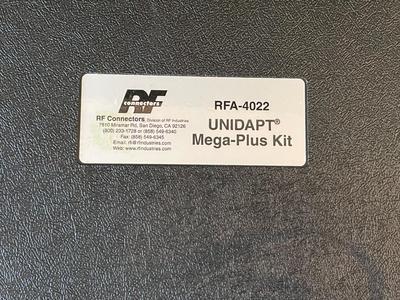 RF
connectors
RF Connectors, Division of RF Industries
7610 Miramar Rd, San Diego, CA 92126
(800) 233-1728 or (858) 549-6340
Fax: (858) 549-6345
Email: rfi@rfindustries.com
Web: www.rfindustries.com
RFA-4022
UNIDAPT®
Mega-Plus Kit